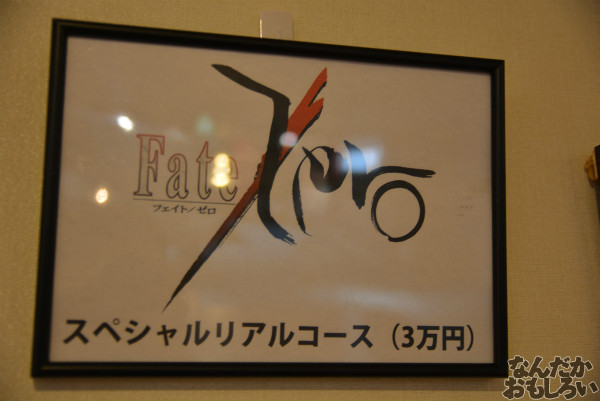 Fate
Zero
フェイト／ゼロ
スペシャルリアルコース（3万円）
なんだか
おもしろい